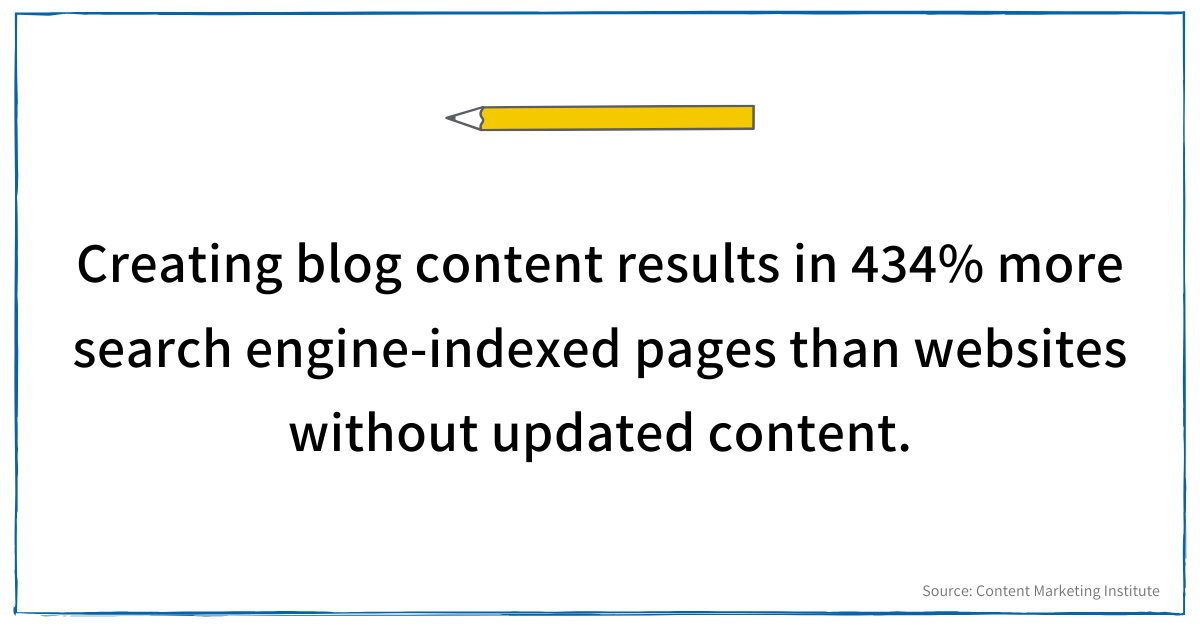 Creating blog content results in 434% more
search engine-indexed pages than websites
without updated content.
Source: Content Marketing Institute